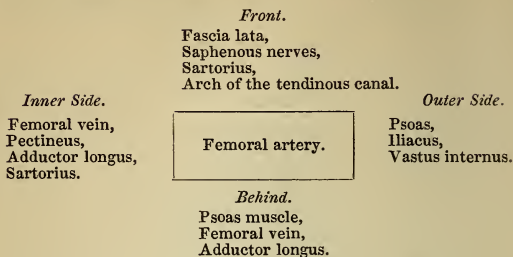 Front.
Fascia lata,
Saphenous nerves,
Sartorius,
Arch of the tendinous canal.
Inner Side.
Femoral vein,
Pectineus,
Adductor longus,
Sartorius.
Femoral artery.
Outer Side.
Psoas,
Iliacus,
Vastus internus.
Behind.
Psoas muscle,
Femoral vein,
Adductor longus.